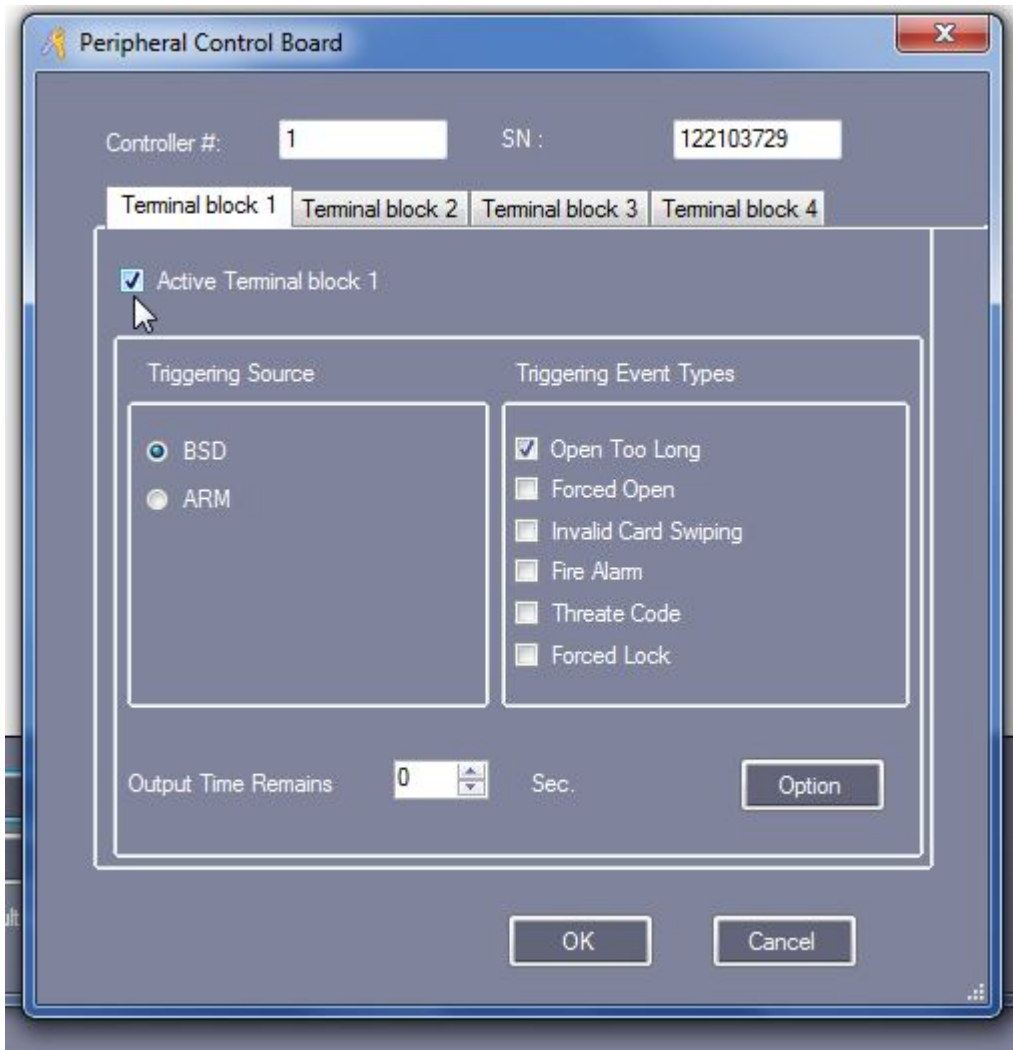 Peripheral Control Board
Controller #: 1 SN : 122103729
Terminal block 1 Terminal block 2 Terminal block 3 Terminal block 4
Active Terminal block 1
Triggering Source Triggering Event Types
BSD
ARM
Open Too Long
Forced Open
Invalid Card Swiping
Fire Alarm
Threate Code
Forced Lock
Output Time Remains 0 Sec. Option
OK Cancel